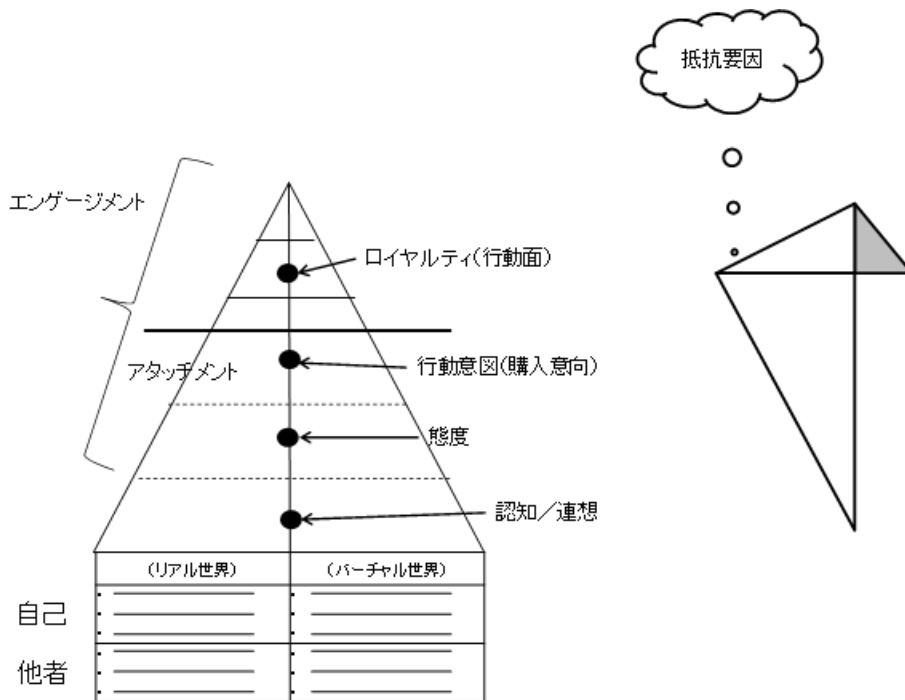 抵抗要因
エンゲージメント
ロイヤルティ(行動面)
アタッチメント
行動意図(購入意向)
態度
認知／連想
(リアル世界)
(バーチャル世界)
自己
他者